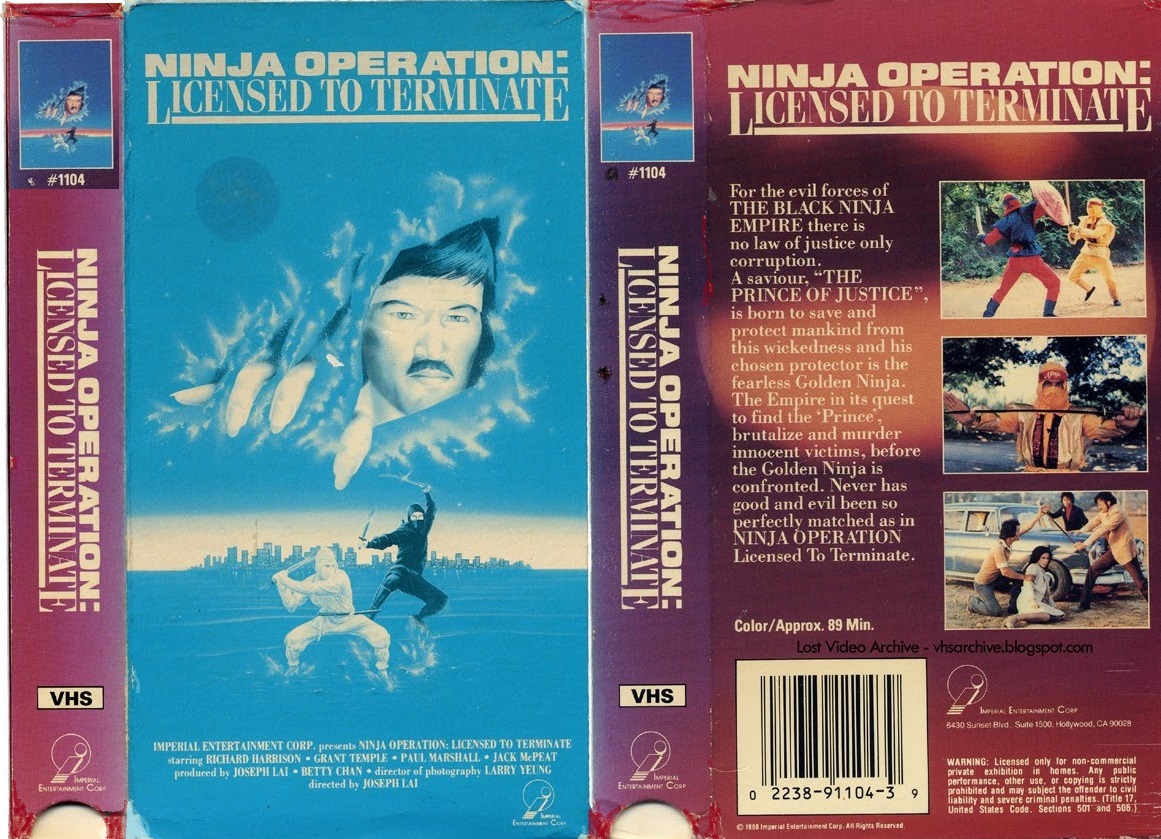 #1104
NINJA OPERATION:
LICENSED TO TERMINATE
VHS
IMPERIAL
ENTERTAINMENT CORP
NINJA OPERATION:
LICENSED TO TERMINATE
IMPERIAL ENTERTAINMENT CORP. presents NINJA OPERATION: LICENSED TO TERMINATE
starring RICHARD HARRISON • GRANT TEMPLE • PAUL MARSHALL • JACK McPEAT
produced by JOSEPH LAI • BETTY CHAN • director of photography LARRY YEUNG
directed by JOSEPH LAI
IMPERIAL
ENTERTAINMENT CORP
#1104
NINJA OPERATION:
LICENSED TO TERMINATE
VHS
IMPERIAL
ENTERTAINMENT CORP
NINJA OPERATION:
LICENSED TO TERMINATE
For the evil forces of
THE BLACK NINJA
EMPIRE there is
no law of justice only
corruption.
A saviour, “THE
PRINCE OF JUSTICE”,
is born to save and
protect mankind from
this wickedness and his
chosen protector is the
fearless Golden Ninja.
The Empire in its quest
to find the ‘Prince’,
brutalize and murder
innocent victims, before
the Golden Ninja is
confronted. Never has
good and evil been so
perfectly matched as in
NINJA OPERATION
Licensed To Terminate.
Color/Approx. 89 Min.
Lost Video Archive - vhsarchive.blogspot.com
0 2238-91104-3 9
© 1988 Imperial Entertainment Corp. All Rights Reserved.
IMPERIAL ENTERTAINMENT CORP
6430 Sunset Blvd., Suite 1500, Hollywood, CA 90028
WARNING: Licensed only for non-commercial
private exhibition in homes. Any public
performance, other use, or copying is strictly
prohibited and may subject the offender to civil
liability and severe criminal penalties. (Title 17,
United States Code, Sections 501 and 506.)